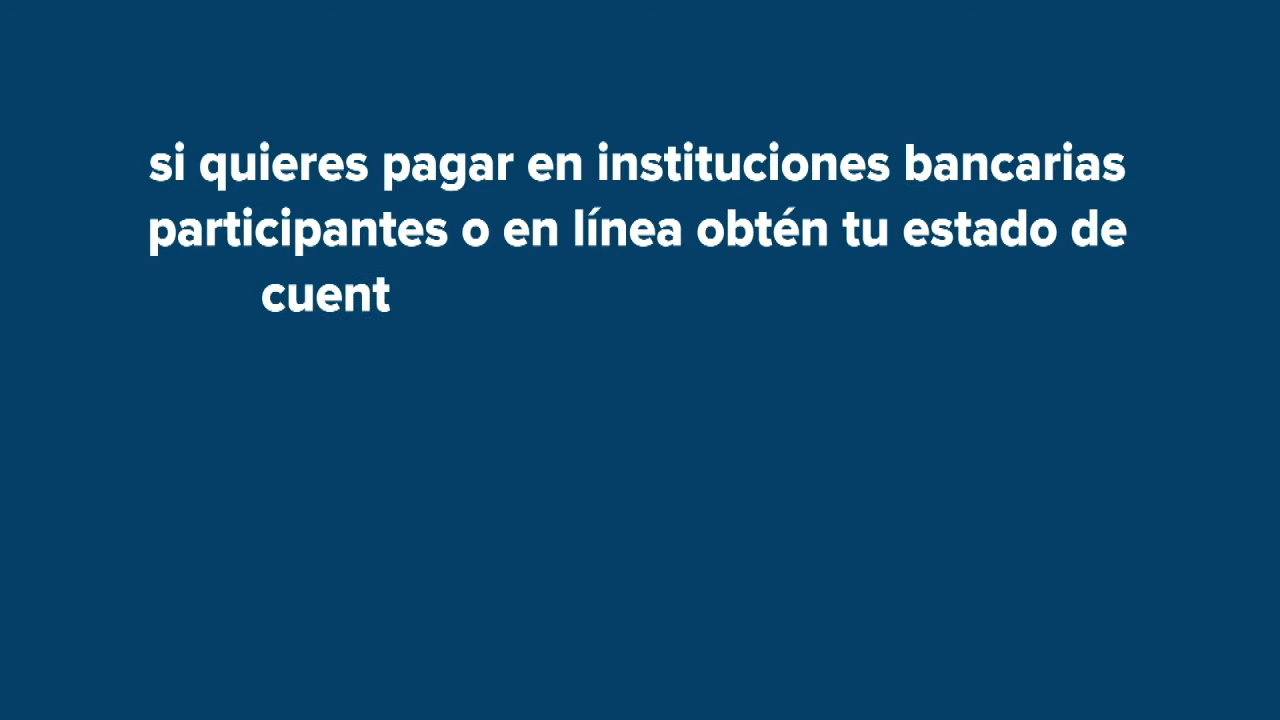 si quieres pagar en instituciones bancarias
participantes o en línea obtén tu estado de
cuent